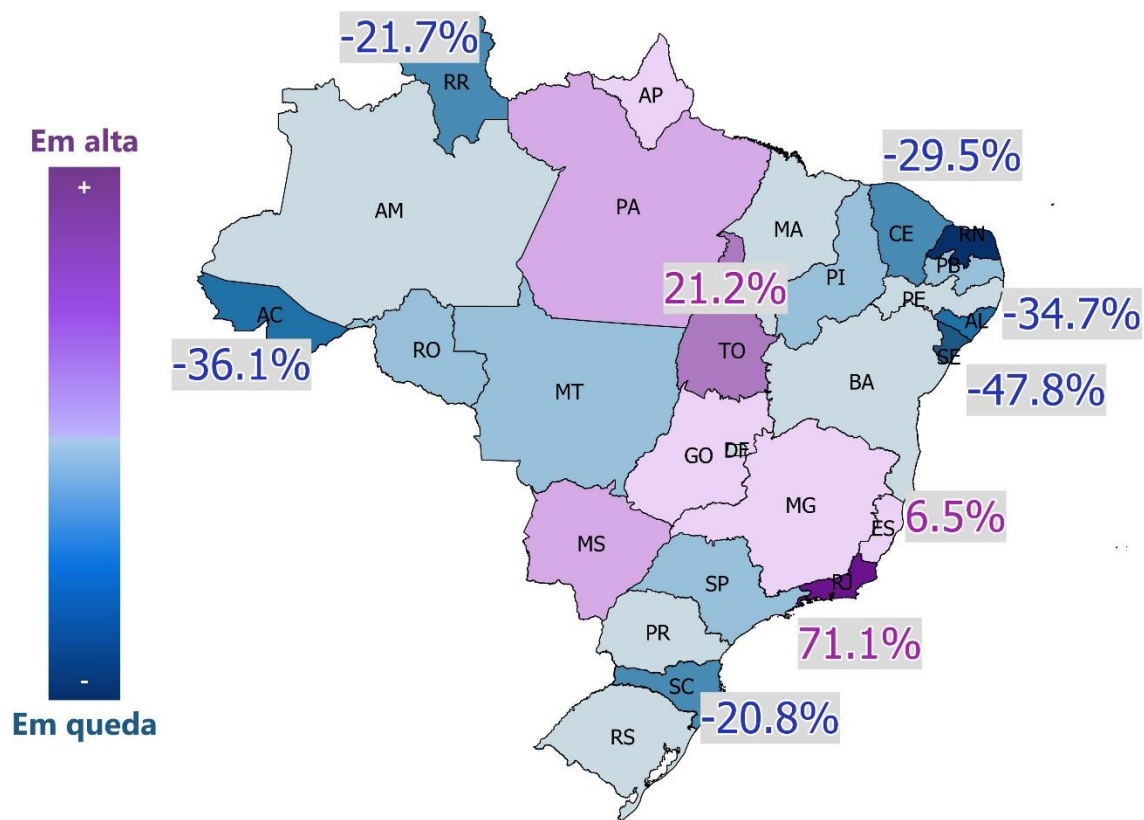 -21.7%
RR
AP
Em alta
+
-29.5%
AM
PA
MA
CE
RN
PB
PI
21.2%
PE
-34.7%
AL
AC
-36.1%
RO
TO
SE
MT
BA
-47.8%
GO
DF
MG
6.5%
ES
MS
SP
RJ
PR
71.1%
-
SC
-20.8%
Em queda
RS